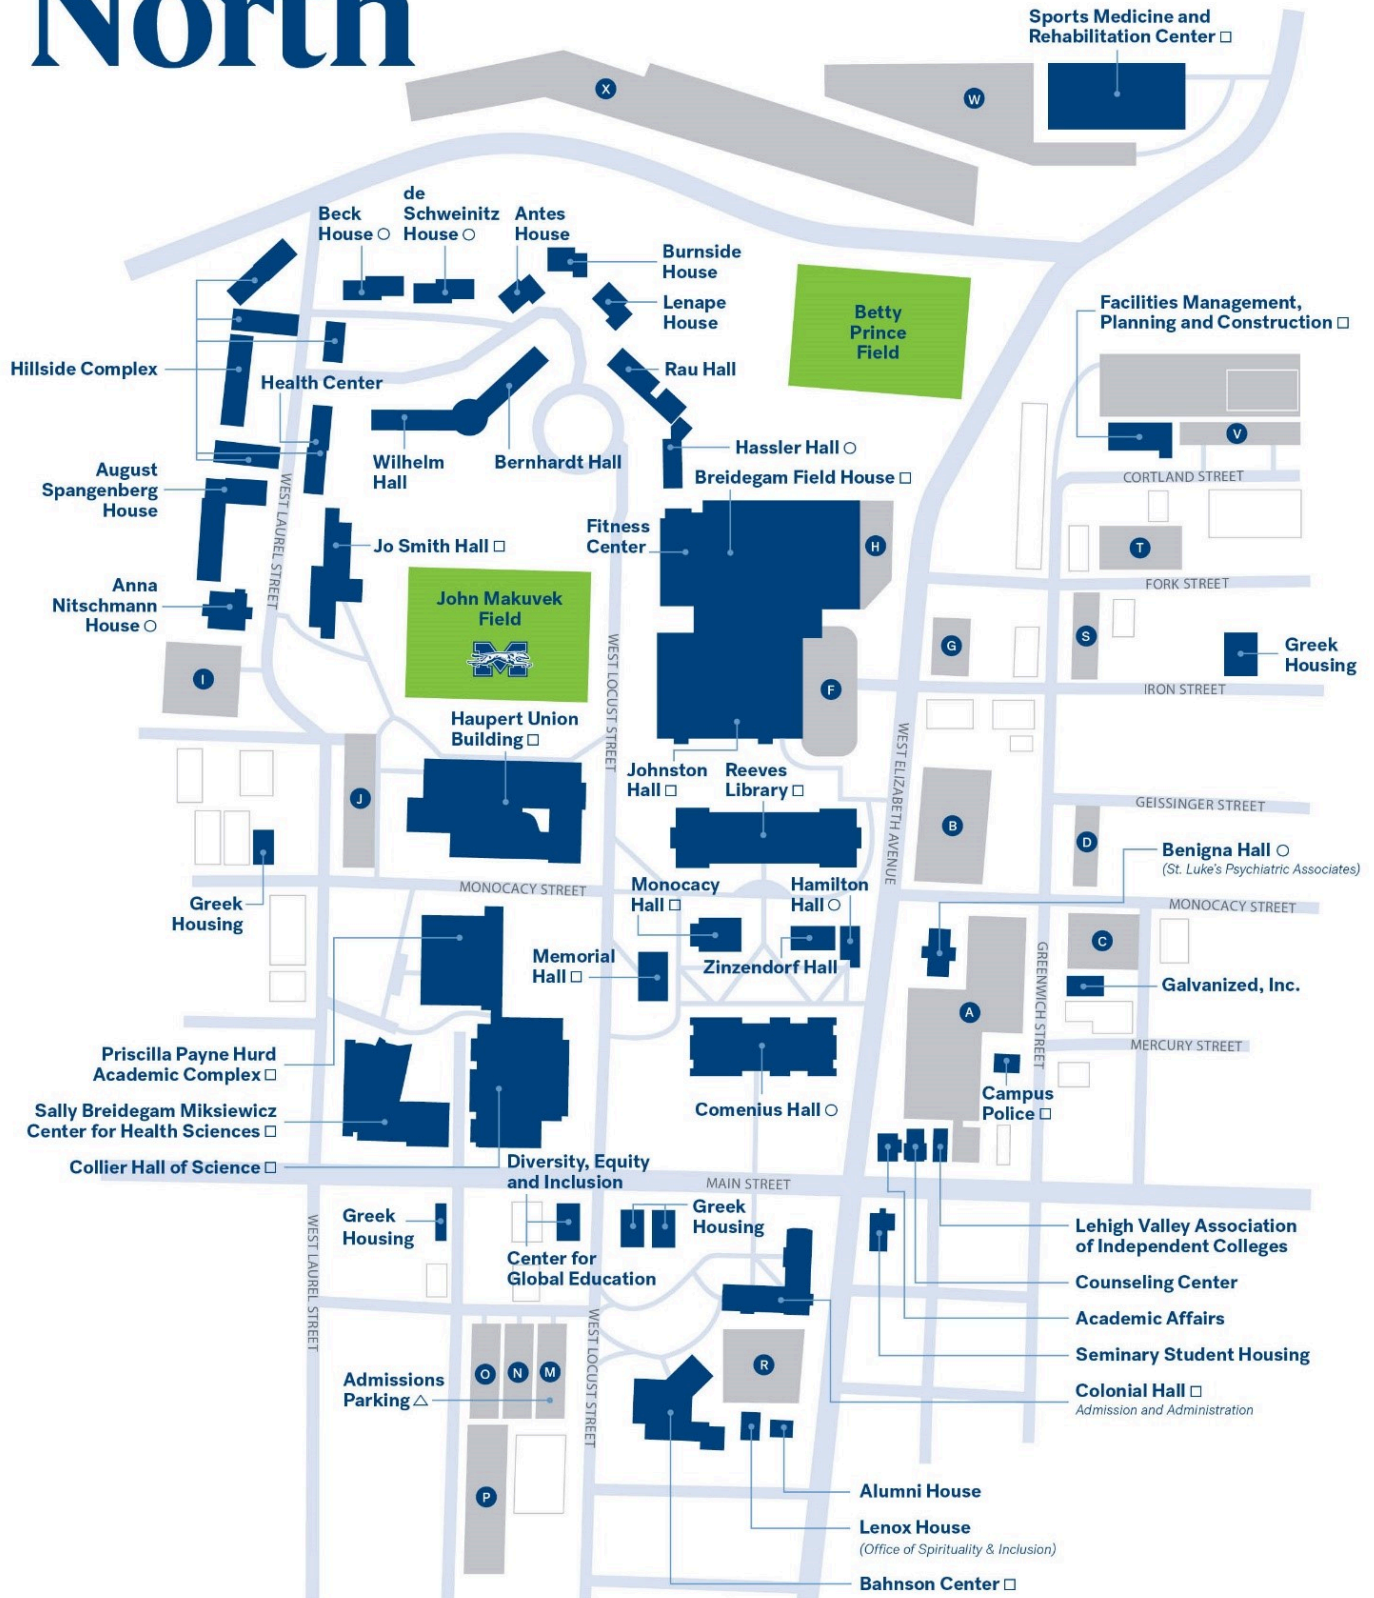 North
Sports Medicine and
Rehabilitation Center □
X
W
de
Beck
Schweinitz
Antes
House ○
House ○
House
Burnside
House
Lenape
House
Betty
Prince
Field
Facilities Management,
Planning and Construction □
Hillside Complex
Health Center
Rau Hall
V
Wilhelm
Hall
Bernhardt Hall
Hassler Hall ○
Breidegam Field House □
CORTLAND STREET
August
Spangenberg
House
WEST LAUREL STREET
Jo Smith Hall □
Fitness
Center
H
T
FORK STREET
Anna
Nitschmann
House ○
John Makuvek
Field
M
WEST LOCUST STREET
G
S
Greek
Housing
I
F
IRON STREET
Haupert Union
Building □
WEST ELIZABETH AVENUE
Johnston
Hall □
Reeves
Library □
J
B
GEISSINGER STREET
D
Benigna Hall ○
(St. Luke's Psychiatric Associates)
Greek
Housing
MONOCACY STREET
Monocacy
Hall □
Hamilton
Hall ○
MONOCACY STREET
Memorial
Hall □
Zinzendorf Hall
C
GREENWICH STREET
Galvanized, Inc.
A
Priscilla Payne Hurd
Academic Complex □
MERCURY STREET
Campus
Police □
Sally Breidegam Miksiewicz
Center for Health Sciences □
Comenius Hall ○
Collier Hall of Science □
Diversity, Equity
and Inclusion
MAIN STREET
Greek
Housing
Greek
Housing
Center for
Global Education
WEST LAUREL STREET
Lehigh Valley Association
of Independent Colleges
Counseling Center
Academic Affairs
Seminary Student Housing
WEST LOCUST STREET
O
N
M
R
Admissions
Parking △
Colonial Hall □
Admission and Administration
P
Alumni House
Lenox House
(Office of Spirituality & Inclusion)
Bahnson Center □